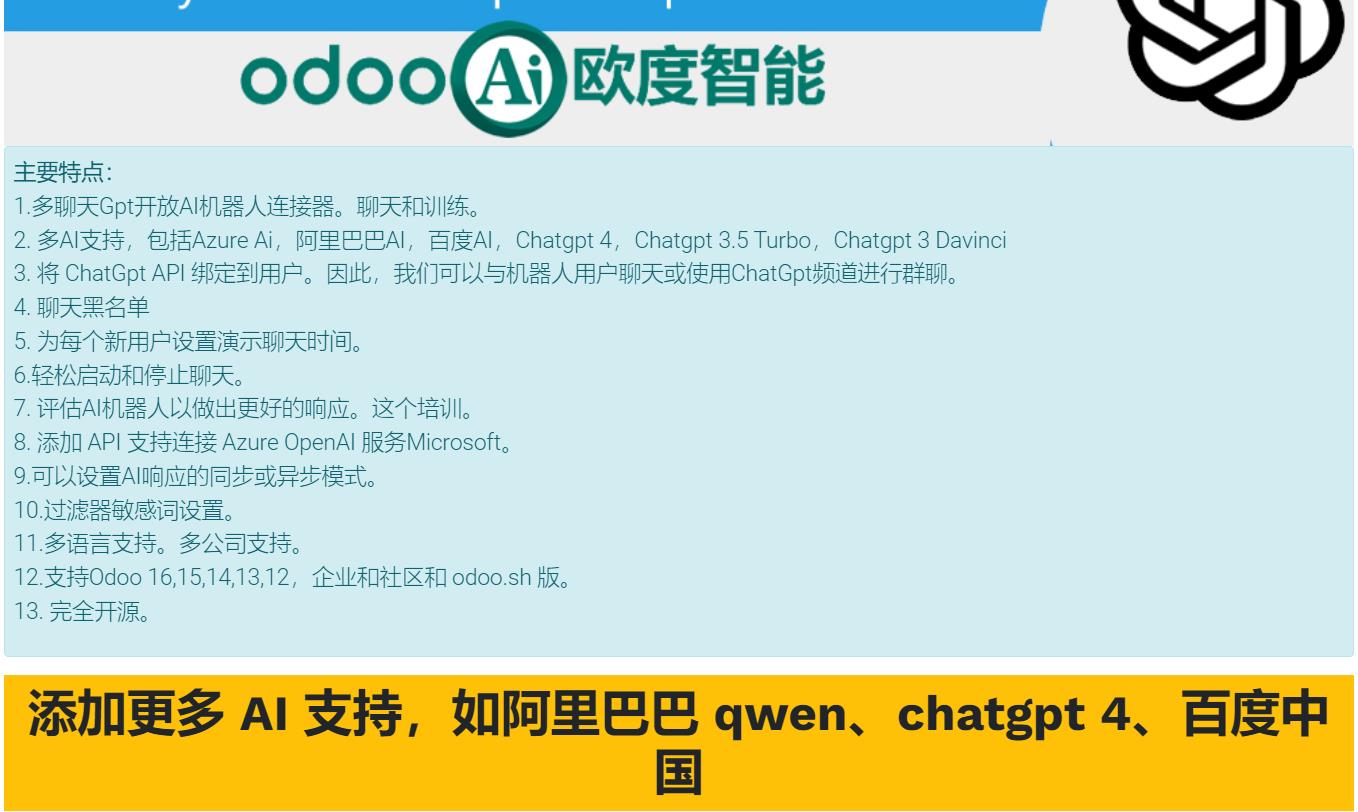 odoo Ai 欧度智能
主要特点：
1.多聊天Gpt开放AI机器人连接器。聊天和训练。
2. 多AI支持，包括Azure Ai，阿里巴巴AI，百度AI，Chatgpt 4，Chatgpt 3.5 Turbo，Chatgpt 3 Davinci
3. 将 ChatGpt API 绑定到用户。因此，我们可以与机器人用户聊天或使用ChatGpt频道进行群聊。
4. 聊天黑名单
5. 为每个新用户设置演示聊天时间。
6.轻松启动和停止聊天。
7. 评估AI机器人以做出更好的响应。这个培训。
8. 添加 API 支持连接 Azure OpenAI 服务Microsoft。
9.可以设置AI响应的同步或异步模式。
10.过滤器敏感词设置。
11.多语言支持。多公司支持。
12.支持Odoo 16,15,14,13,12，企业和社区和 odoo.sh 版。
13. 完全开源。
添加更多 AI 支持，如阿里巴巴 qwen、chatgpt 4、百度中
国